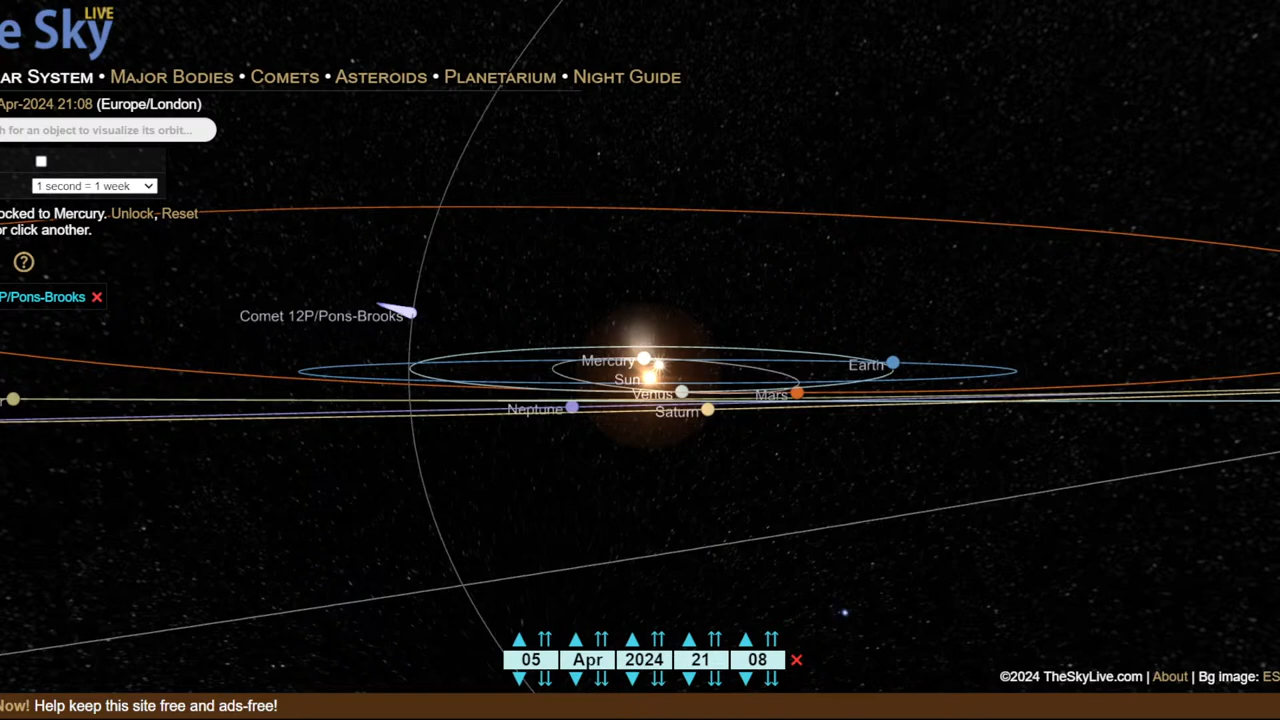 LIVE
e Sky
AR SYSTEM • MAJOR BODIES • COMETS • ASTEROIDS • PLANETARIUM • NIGHT GUIDE
Apr-2024 21:08 (Europe/London)
h for an object to visualize its orbit...
1 second = 1 week
ocked to Mercury. Unlock, Reset
or click another.
?
P/Pons-Brooks
Comet 12P/Pons-Brooks
Mercury
Earth
Sun
Venus
Mars
Neptune
Saturn
05 Apr 2024 21 08
©2024 TheSkyLive.com | About | Bg image: ES
Now! Help keep this site free and ads-free!